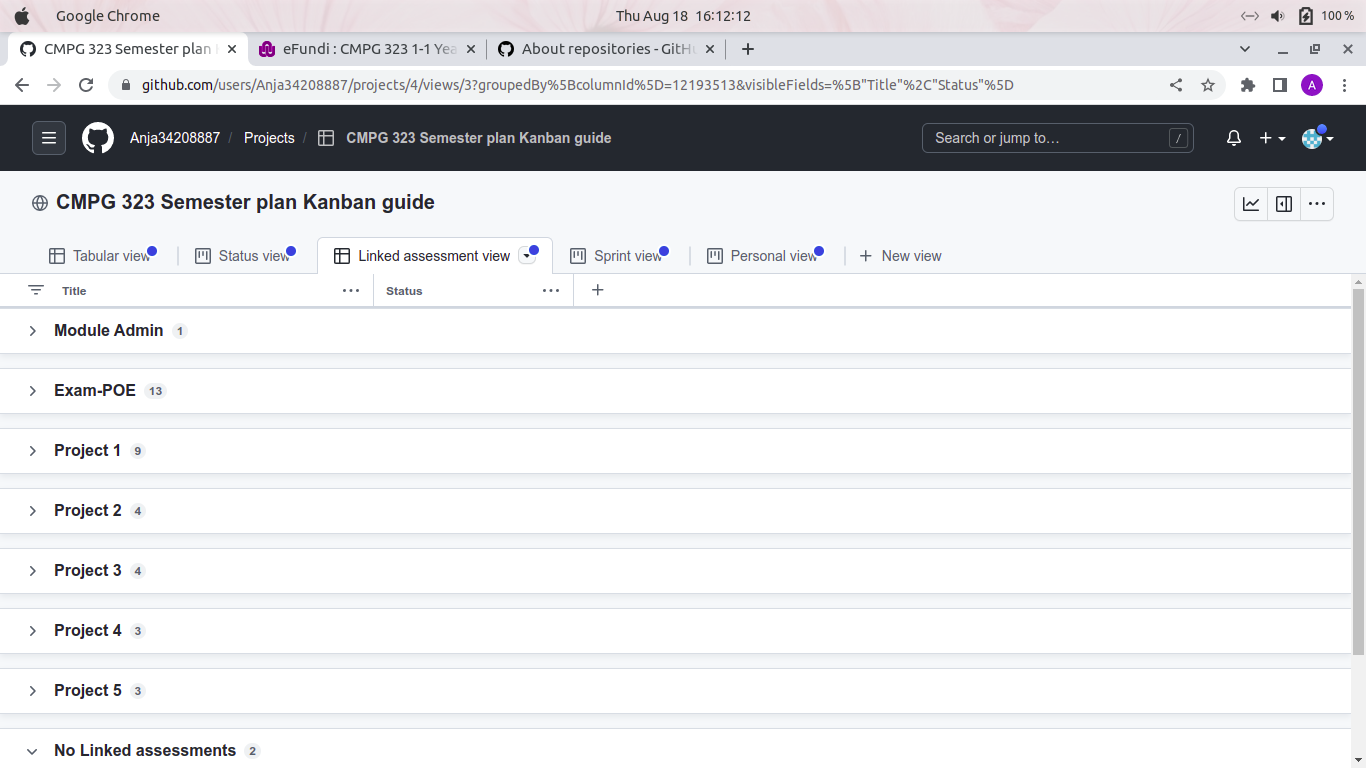 Google Chrome
Thu Aug 18 16:12:12
100 %
CMPG 323 Semester plan
eFundi : CMPG 323 1-1 Yea
About repositories - GitHu
github.com/users/Anja34208887/projects/4/views/3?groupedBy%5BcolumnId%5D=12193513&visibleFields=%5B"Title"%2C"Status"%5D
A
Anja34208887 / Projects / CMPG 323 Semester plan Kanban guide
Search or jump to… /
CMPG 323 Semester plan Kanban guide
Tabular view
Status view
Linked assessment view
Sprint view
Personal view
New view
Title
Status
Module Admin 1
Exam-POE 13
Project 1 9
Project 2 4
Project 3 4
Project 4 3
Project 5 3
No Linked assessments 2